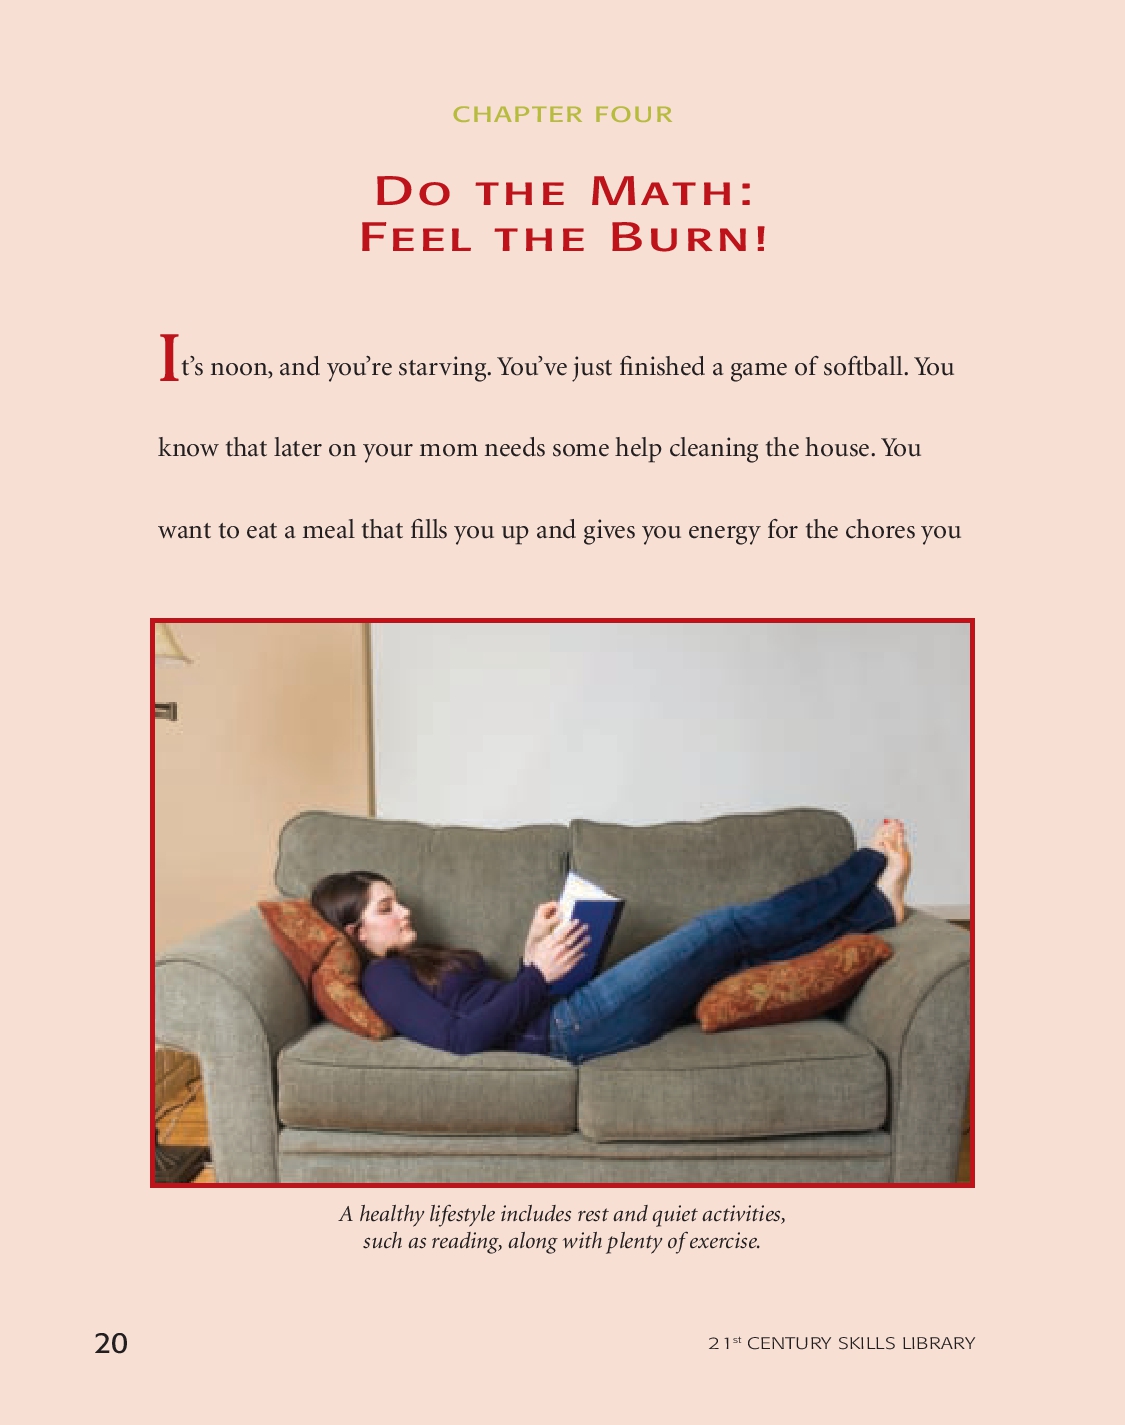 CHAPTER FOUR
DO THE MATH:
FEEL THE BURN!
It’s noon, and you’re starving. You’ve just finished a game of softball. You
know that later on your mom needs some help cleaning the house. You
want to eat a meal that fills you up and gives you energy for the chores you
A healthy lifestyle includes rest and quiet activities,
such as reading, along with plenty of exercise.
20
21st CENTURY SKILLS LIBRARY